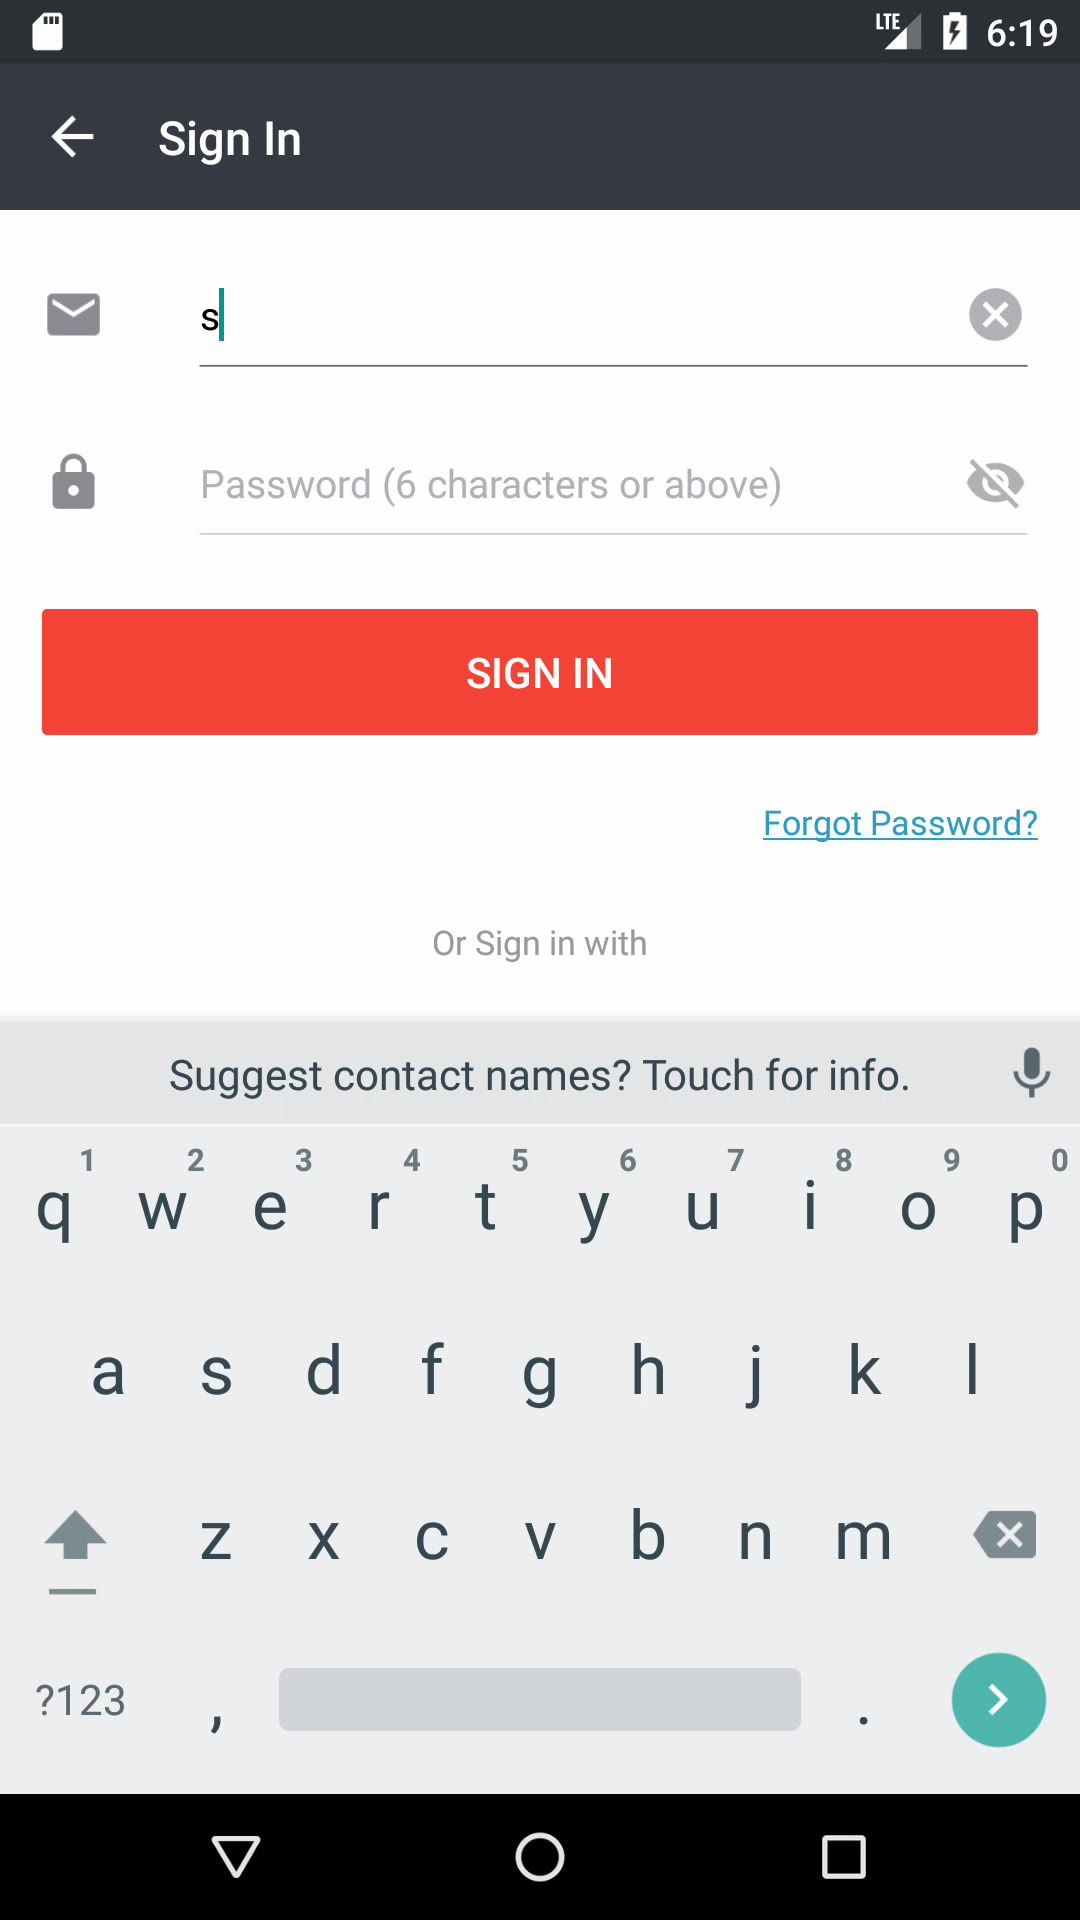 LTE 6:19
Sign In
s
Password (6 characters or above)
SIGN IN
Forgot Password?
Or Sign in with
Suggest contact names? Touch for info.
1 2 3 4 5 6 7 8 9 0
q w e r t y u i o p
a s d f g h j k l
z x c v b n m
?123 , .